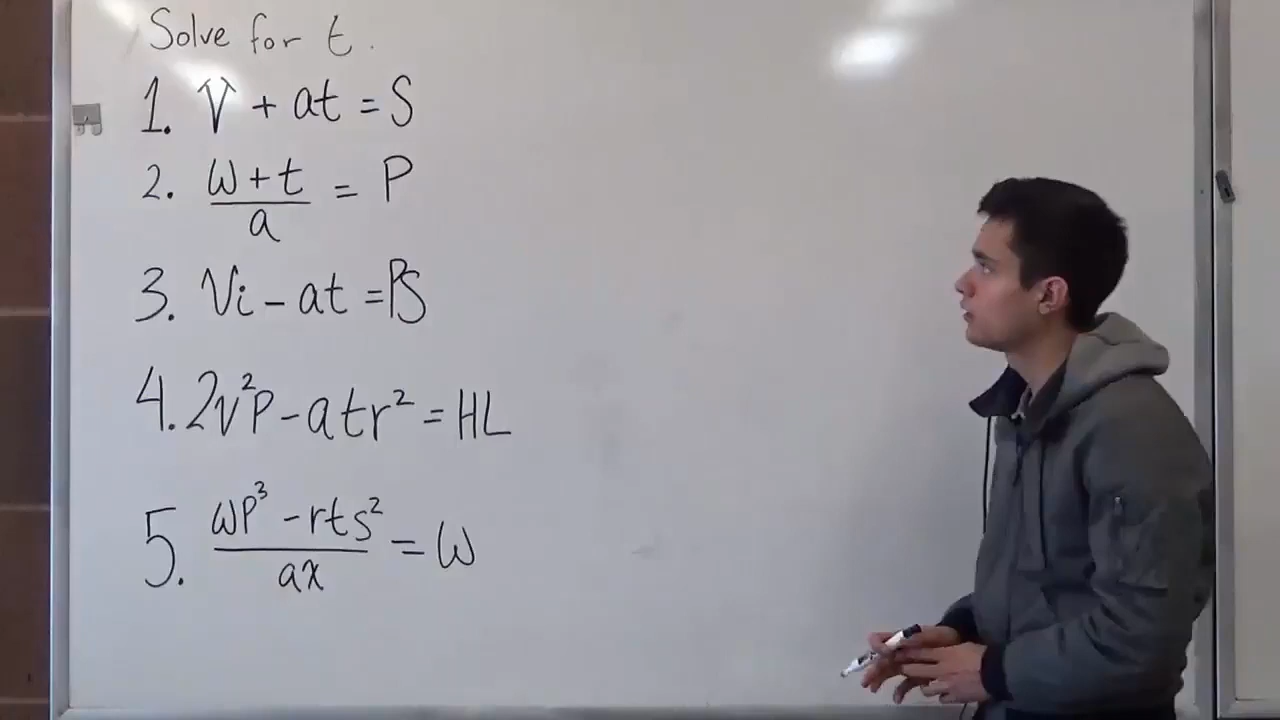 Solve for t.
1. V + at = S
2. (w + t)/a = P
3. Vi - at = PS
4. 2v²P - atr² = HL
5. (wp³ - rts²)/ax = w